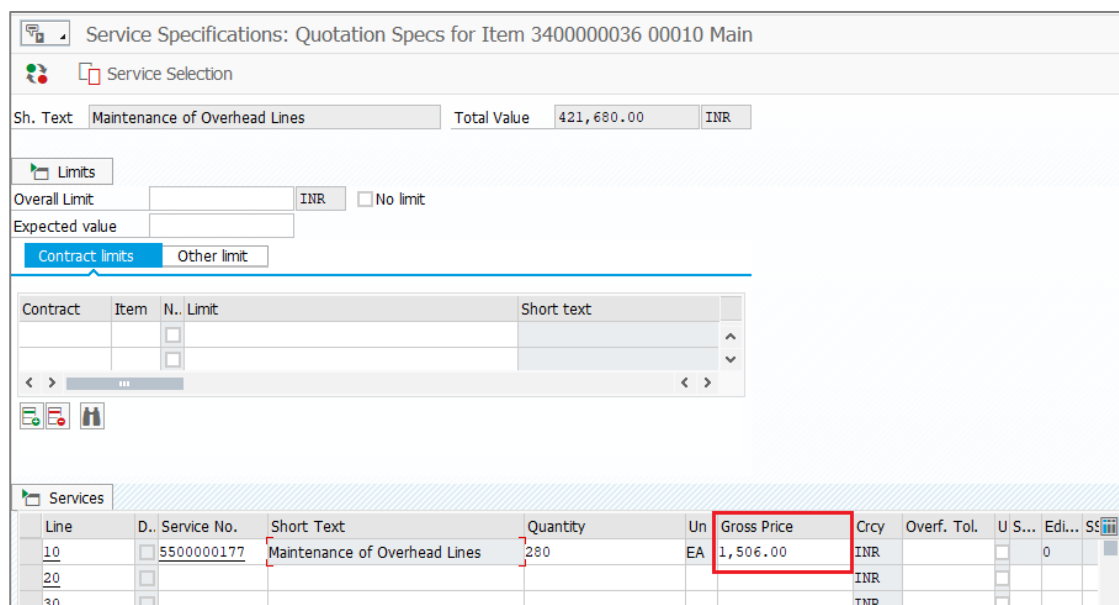 Service Specifications: Quotation Specs for Item 3400000036 00010 Main
Service Selection
Sh. Text Maintenance of Overhead Lines Total Value 421,680.00 INR
Limits
Overall Limit INR No limit
Expected value
Contract limits Other limit
Contract Item N.. Limit Short text
Services
Line D.. Service No. Short Text Quantity Un Gross Price Crcy Overf. Tol. U S... Edi... SS
10 5500000177 Maintenance of Overhead Lines 280 EA 1,506.00 INR 0
20 INR
30 INR